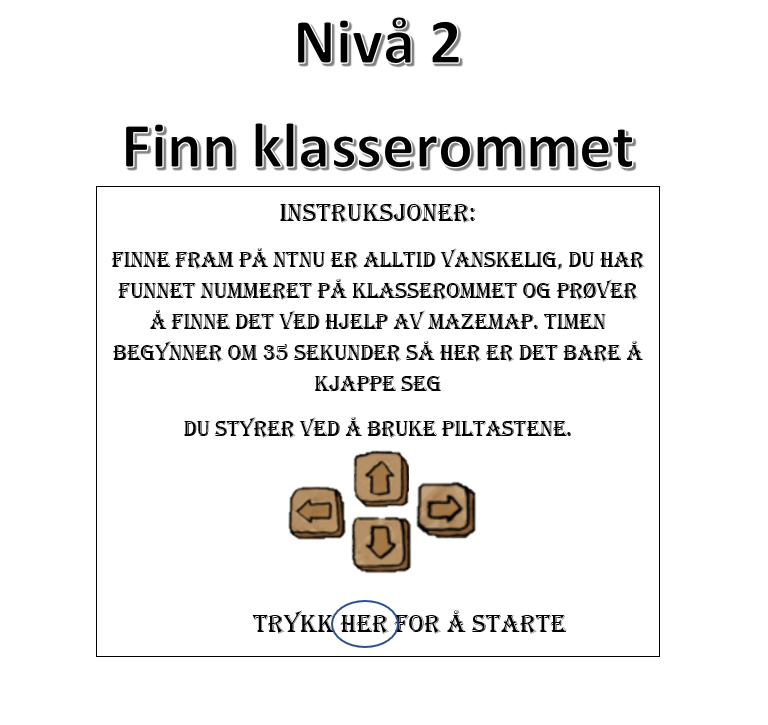 Nivå 2
Finn klasserommet
INSTRUKSJONER:
FINNE FRAM PÅ NTNU ER ALLTID VANSKELIG, DU HAR
FUNNET NUMMERET PÅ KLASSEROMMET OG PRØVER
Å FINNE DET VED HJELP AV MAZEMAP. TIMEN
BEGYNNER OM 35 SEKUNDER SÅ HER ER DET BARE Å
KJAPPE SEG
DU STYRER VED Å BRUKE PILTASTENE.
TRYKK HER FOR Å STARTE